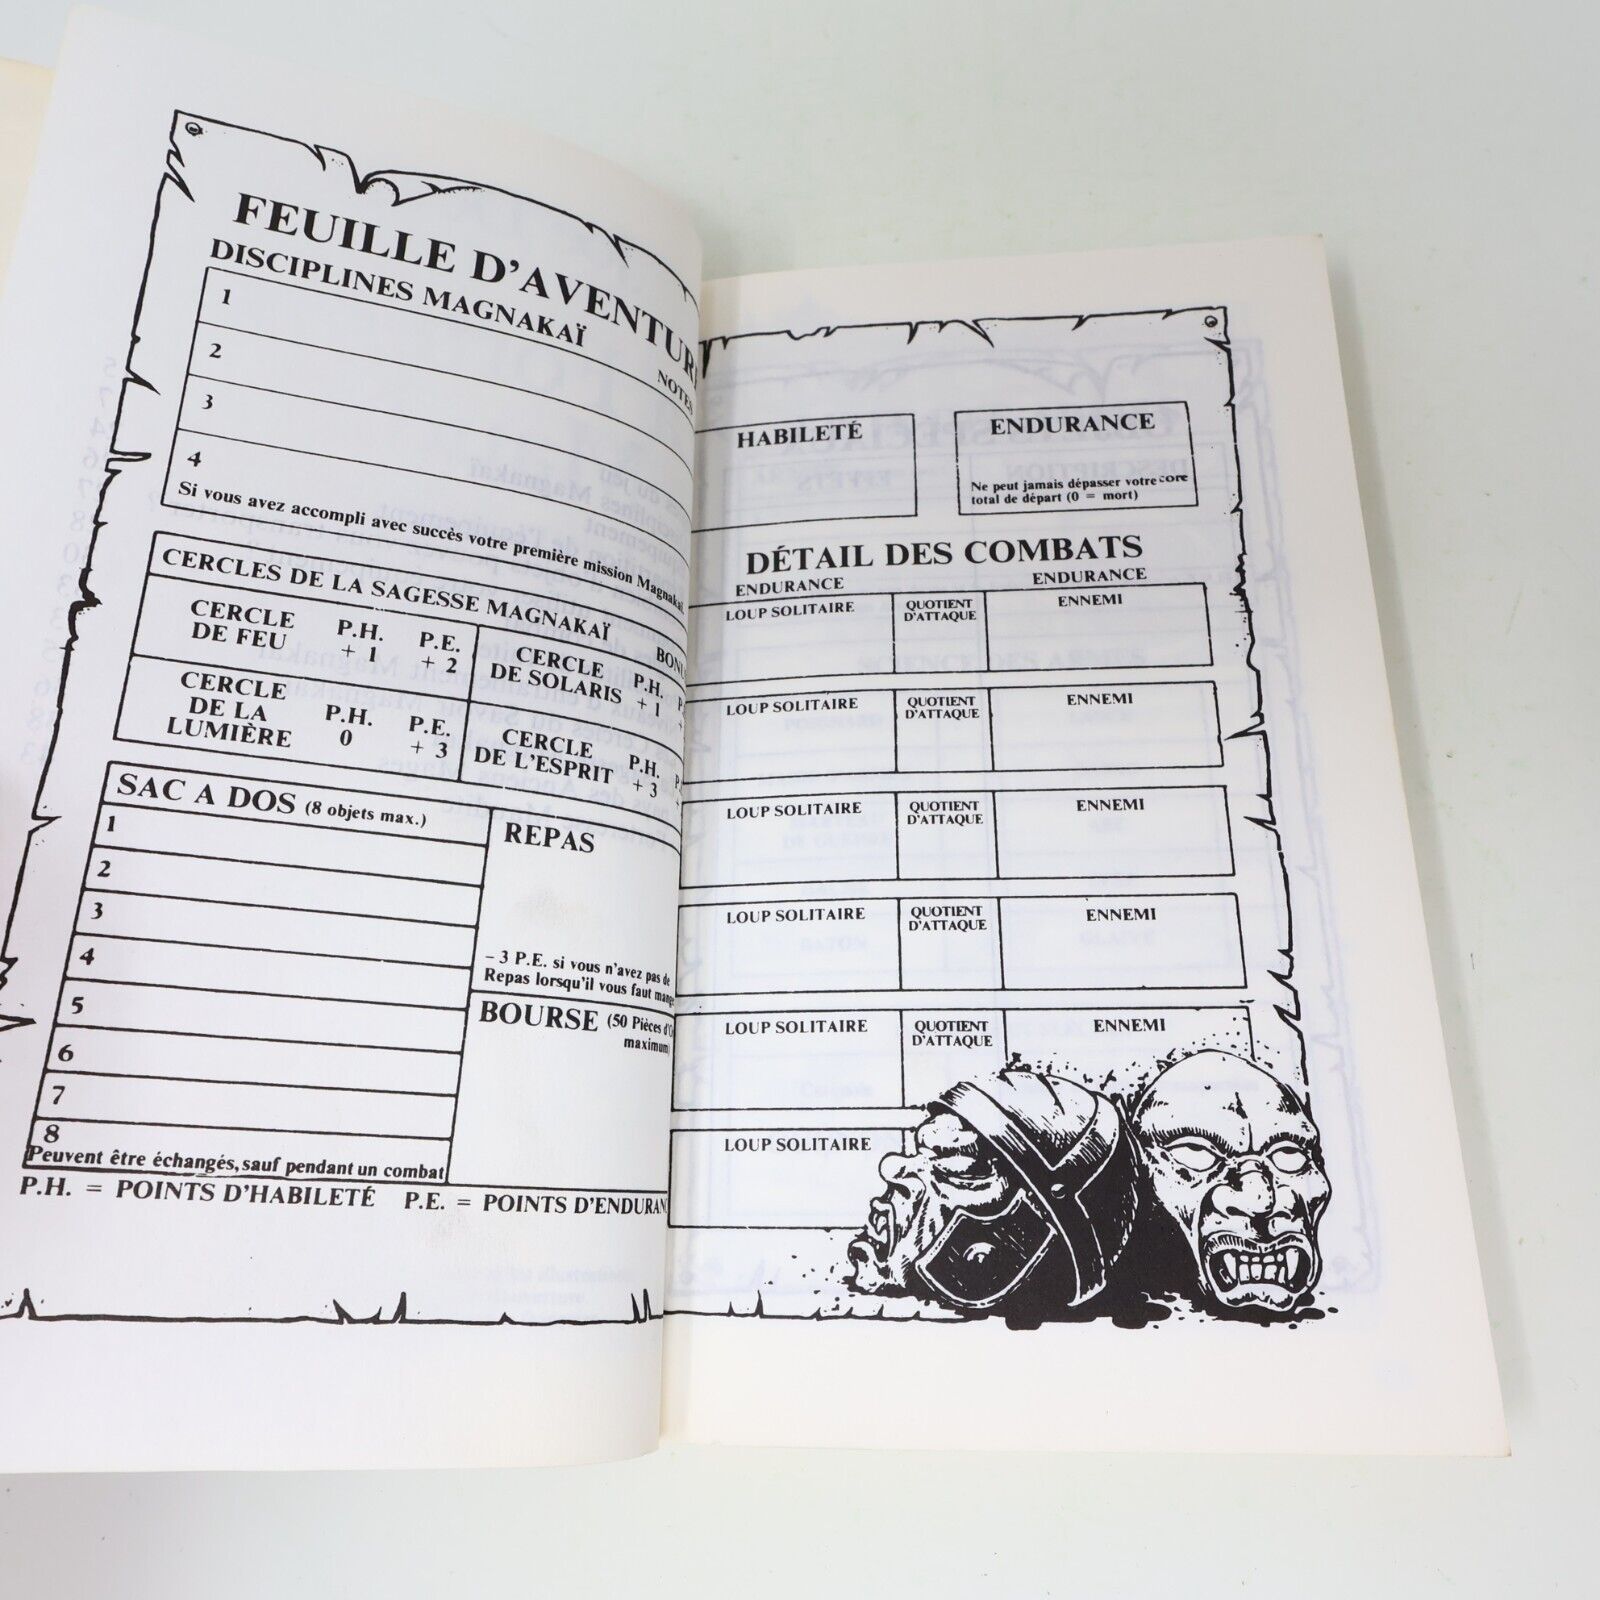 FEUILLE D'AVENTURE
DISCIPLINES MAGNAKAÏ
NOTES
1
2
3
4
Si vous avez accompli avec succès votre première mission Magnakaï.
CERCLES DE LA SAGESSE MAGNAKAÏ
CERCLE
DE FEU
P.H.
+ 1
P.E.
+ 2
CERCLE
DE SOLARIS
P.H.
+ 1
CERCLE
DE LA
LUMIÈRE
P.H.
0
P.E.
+ 3
CERCLE
DE L'ESPRIT
P.H.
+ 3
SAC A DOS (8 objets max.)
1
2
3
4
5
6
7
8
Peuvent être échangés, sauf pendant un combat
REPAS
– 3 P.E. si vous n'avez pas de
Repas lorsqu'il vous faut
BOURSE (50 Pièces
maximum)
P.H. = POINTS D'HABILETÉ P.E. = POINTS
HABILETÉ
ENDURANCE
Ne peut jamais dépasser votre core
total de départ (0 = mort)
DÉTAIL DES COMBATS
ENDURANCE ENDURANCE
LOUP SOLITAIRE
QUOTIENT
D'ATTAQUE
ENNEMI
LOUP SOLITAIRE
QUOTIENT
D'ATTAQUE
ENNEMI
LOUP SOLITAIRE
QUOTIENT
D'ATTAQUE
ENNEMI
LOUP SOLITAIRE
QUOTIENT
D'ATTAQUE
ENNEMI
LOUP SOLITAIRE
QUOTIENT
D'ATTAQUE
ENNEMI
LOUP SOLITAIRE